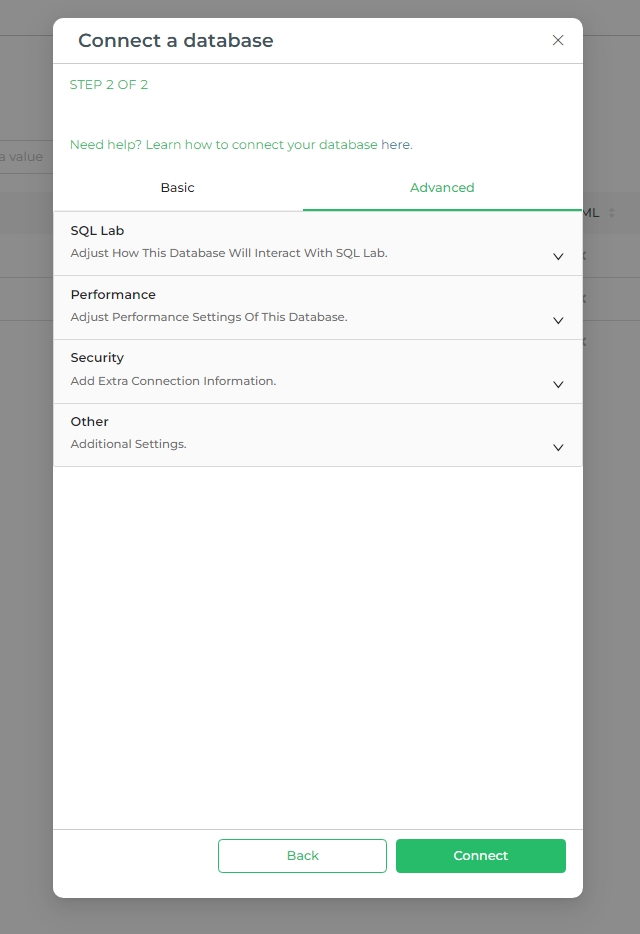 Connect a database
STEP 2 OF 2
Need help? Learn how to connect your database here.
a value
Basic
Advanced
ML
SQL Lab
Adjust How This Database Will Interact With SQL Lab.
Performance
Adjust Performance Settings Of This Database.
Security
Add Extra Connection Information.
Other
Additional Settings.
Back
Connect